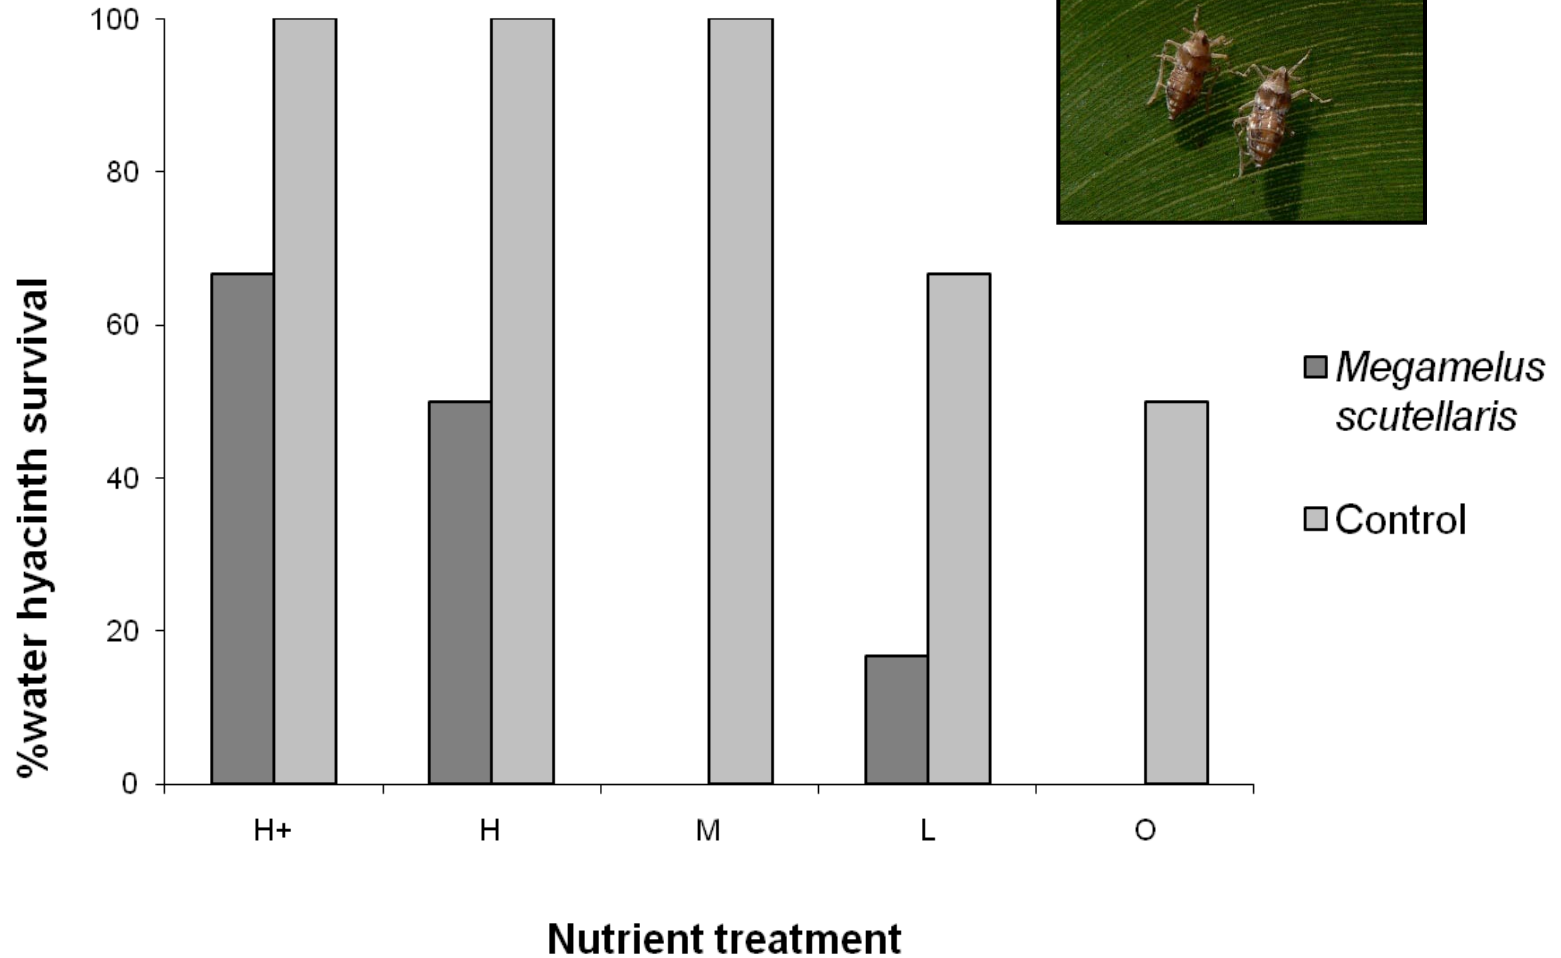 100
80
60
40
20
0
%water hyacinth survival
H+ H M L O
Nutrient treatment
Megamelus
scutellaris
Control